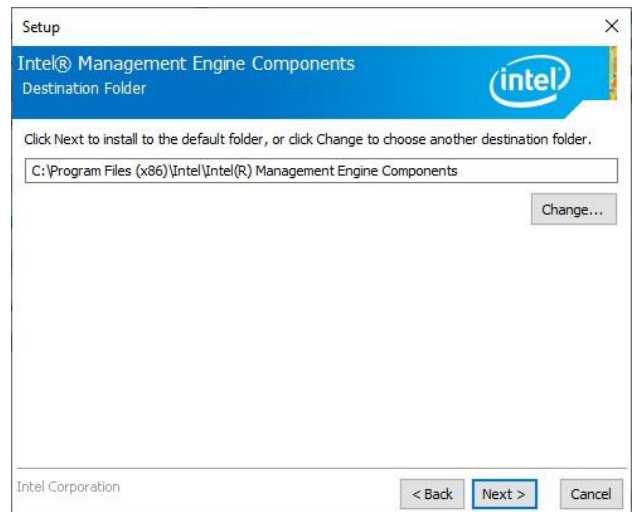 Setup
Intel® Management Engine Components
Destination Folder
intel
Click Next to install to the default folder, or click Change to choose another destination folder.
C:\Program Files (x86)\Intel\Intel(R) Management Engine Components
Change...
Intel Corporation
< Back Next > Cancel